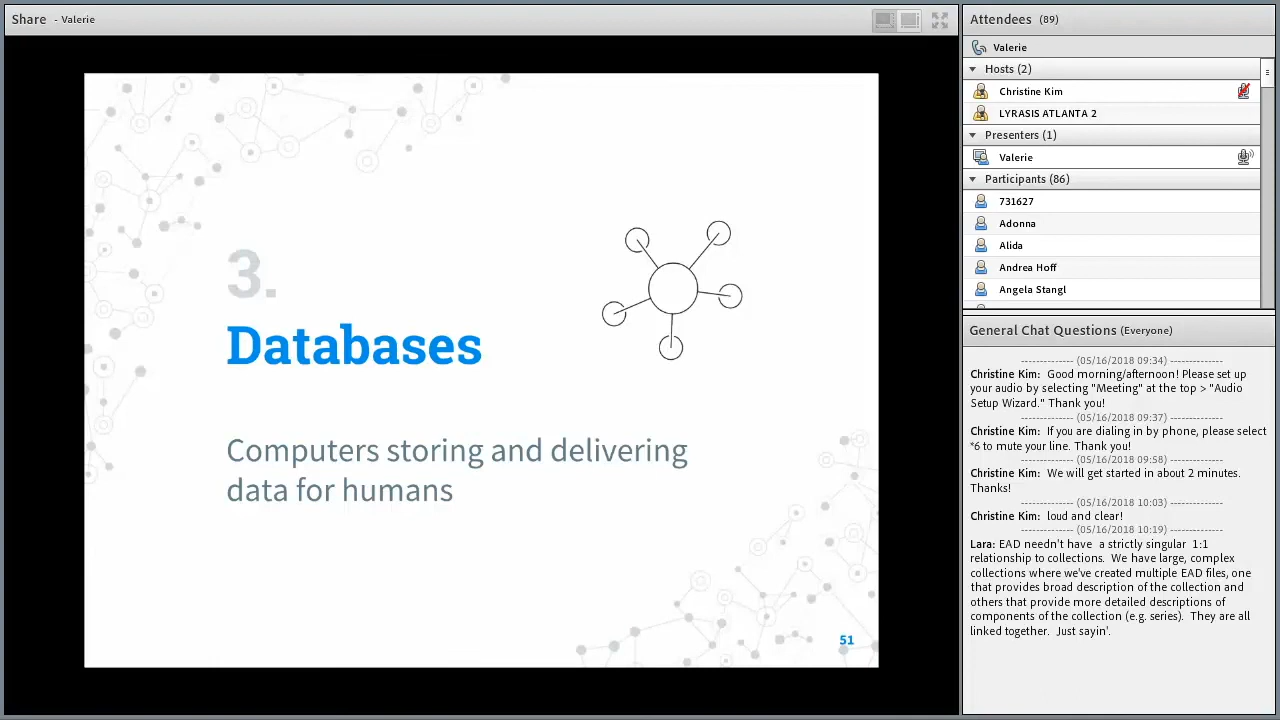 Share - Valerie
3.
Databases
Computers storing and delivering
data for humans
51
Attendees (89)
Valerie
Hosts (2)
Christine Kim
LYRASIS ATLANTA 2
Presenters (1)
Valerie
Participants (86)
731627
Adonna
Alida
Andrea Hoff
Angela Stangl
General Chat Questions (Everyone)
------------- (05/16/2018 09:34) -------------
Christine Kim: Good morning/afternoon! Please set up
your audio by selecting "Meeting" at the top > "Audio
Setup Wizard." Thank you!
------------- (05/16/2018 09:37) -------------
Christine Kim: If you are dialing in by phone, please select
*6 to mute your line. Thank you!
------------- (05/16/2018 09:58) -------------
Christine Kim: We will get started in about 2 minutes.
Thanks!
------------- (05/16/2018 10:03) -------------
Christine Kim: loud and clear!
------------- (05/16/2018 10:19) -------------
Lara: EAD needn't have a strictly singular 1:1
relationship to collections. We have large, complex
collections where we've created multiple EAD files, one
that provides broad description of the collection and
others that provide more detailed descriptions of
components of the collection (e.g. series). They are all
linked together. Just sayin'.